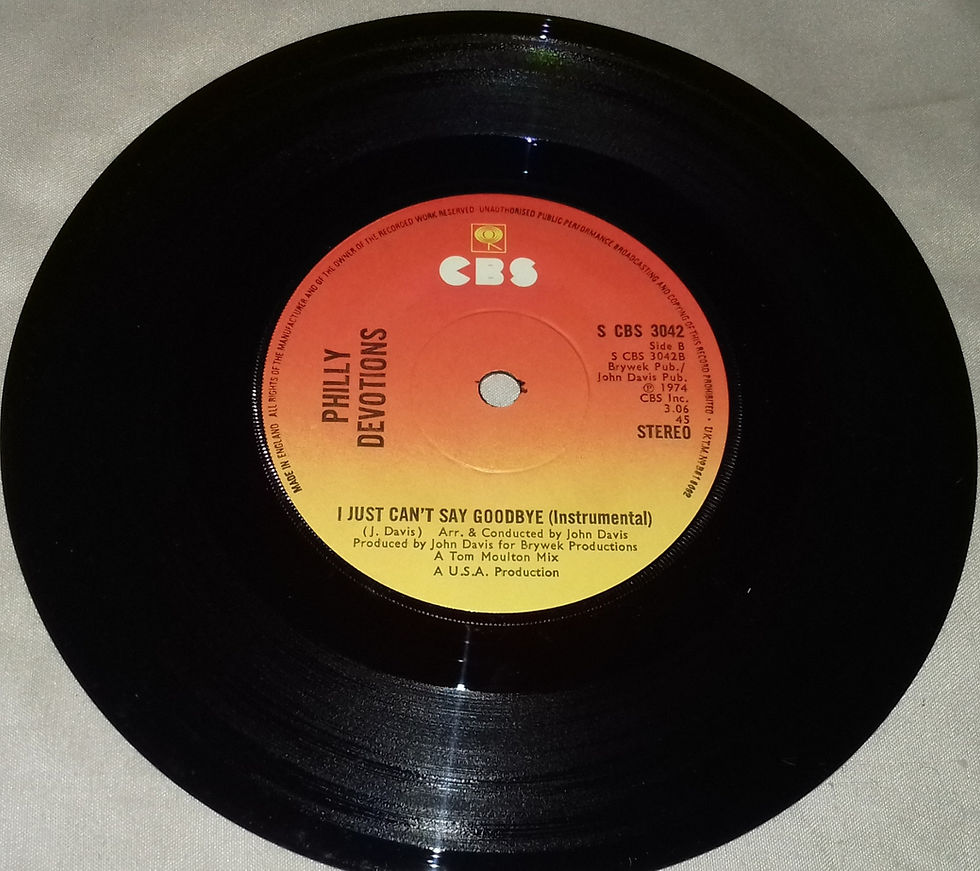 MADE IN ENGLAND ALL RIGHTS OF THE MANUFACTURER AND OF THE OWNER OF THE RECORDED WORK RESERVED UNAUTHORISED PUBLIC PERFORMANCE BROADCASTING AND COPYING OF THIS RECORD PROHIBITED •
CBS
S CBS 3042
Side B
S CBS 3042B
Brywek Pub./
John Davis Pub.
Ⓟ 1974
CBS Inc.
3.06
45
STEREO
PHILLY
DEVOTIONS
I JUST CAN'T SAY GOODBYE (Instrumental)
(J. Davis) Arr. & Conducted by John Davis
Produced by John Davis for Brywek Productions
A Tom Moulton Mix
A U.S.A. Production